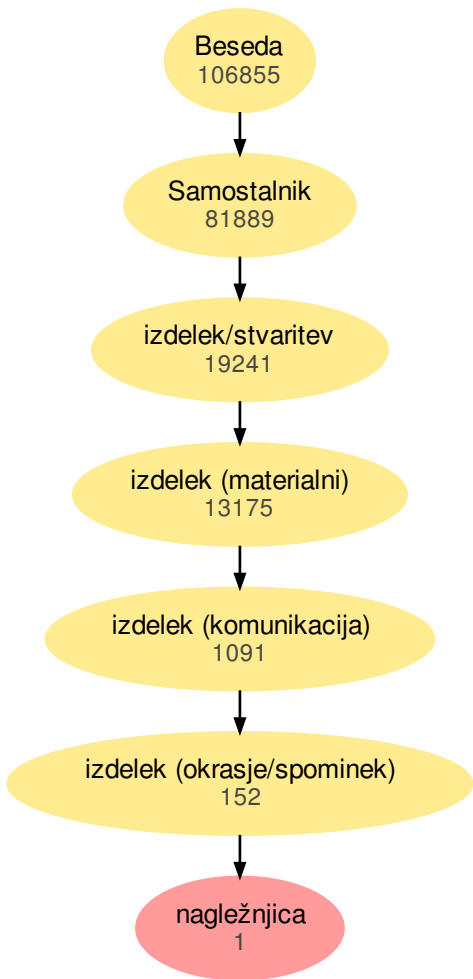 Beseda
106855
Samostalnik
81889
izdelek/stvaritev
19241
izdelek (materialni)
13175
izdelek (komunikacija)
1091
izdelek (okrasje/spominek)
152
nagležnjica
1